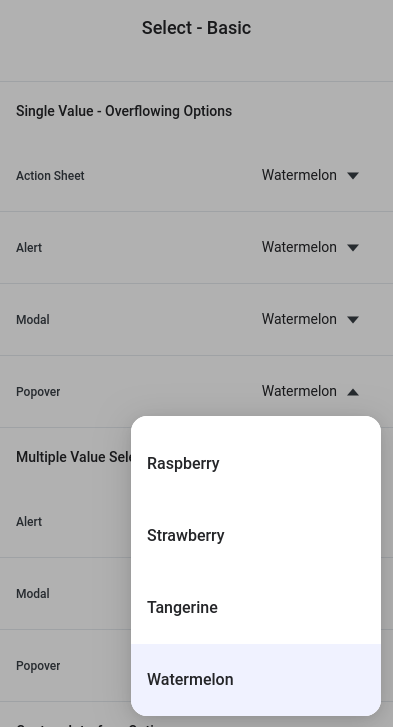 Select - Basic
Single Value - Overflowing Options
Action Sheet
Watermelon
Alert
Watermelon
Modal
Watermelon
Popover
Watermelon
Raspberry
Strawberry
Tangerine
Watermelon
Multiple Value
Alert
Modal
Popover